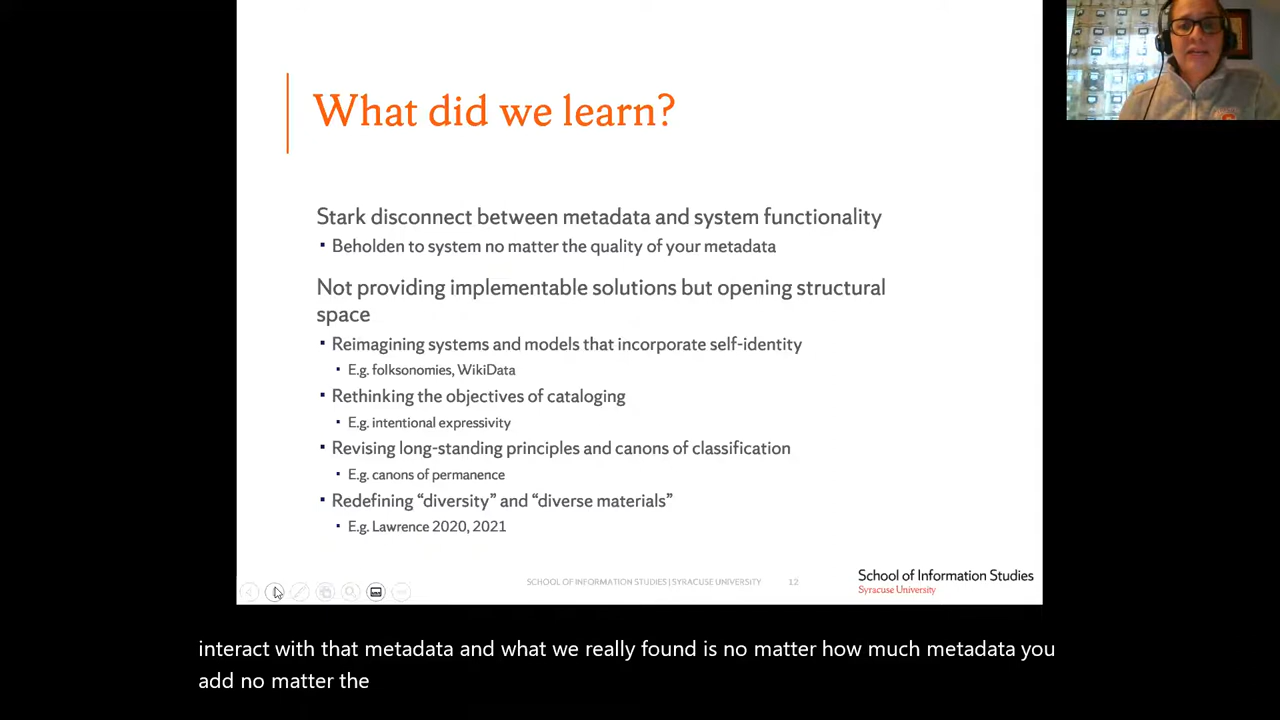 What did we learn?
Stark disconnect between metadata and system functionality
▪ Beholden to system no matter the quality of your metadata
Not providing implementable solutions but opening structural
space
▪ Reimagining systems and models that incorporate self-identity
▪ E.g. folksonomies, WikiData
▪ Rethinking the objectives of cataloging
▪ E.g. intentional expressivity
▪ Revising long-standing principles and canons of classification
▪ E.g. canons of permanence
▪ Redefining “diversity” and “diverse materials”
▪ E.g. Lawrence 2020, 2021
SCHOOL OF INFORMATION STUDIES | SYRACUSE UNIVERSITY 12
School of Information Studies
Syracuse University
interact with that metadata and what we really found is no matter how much metadata you
add no matter the